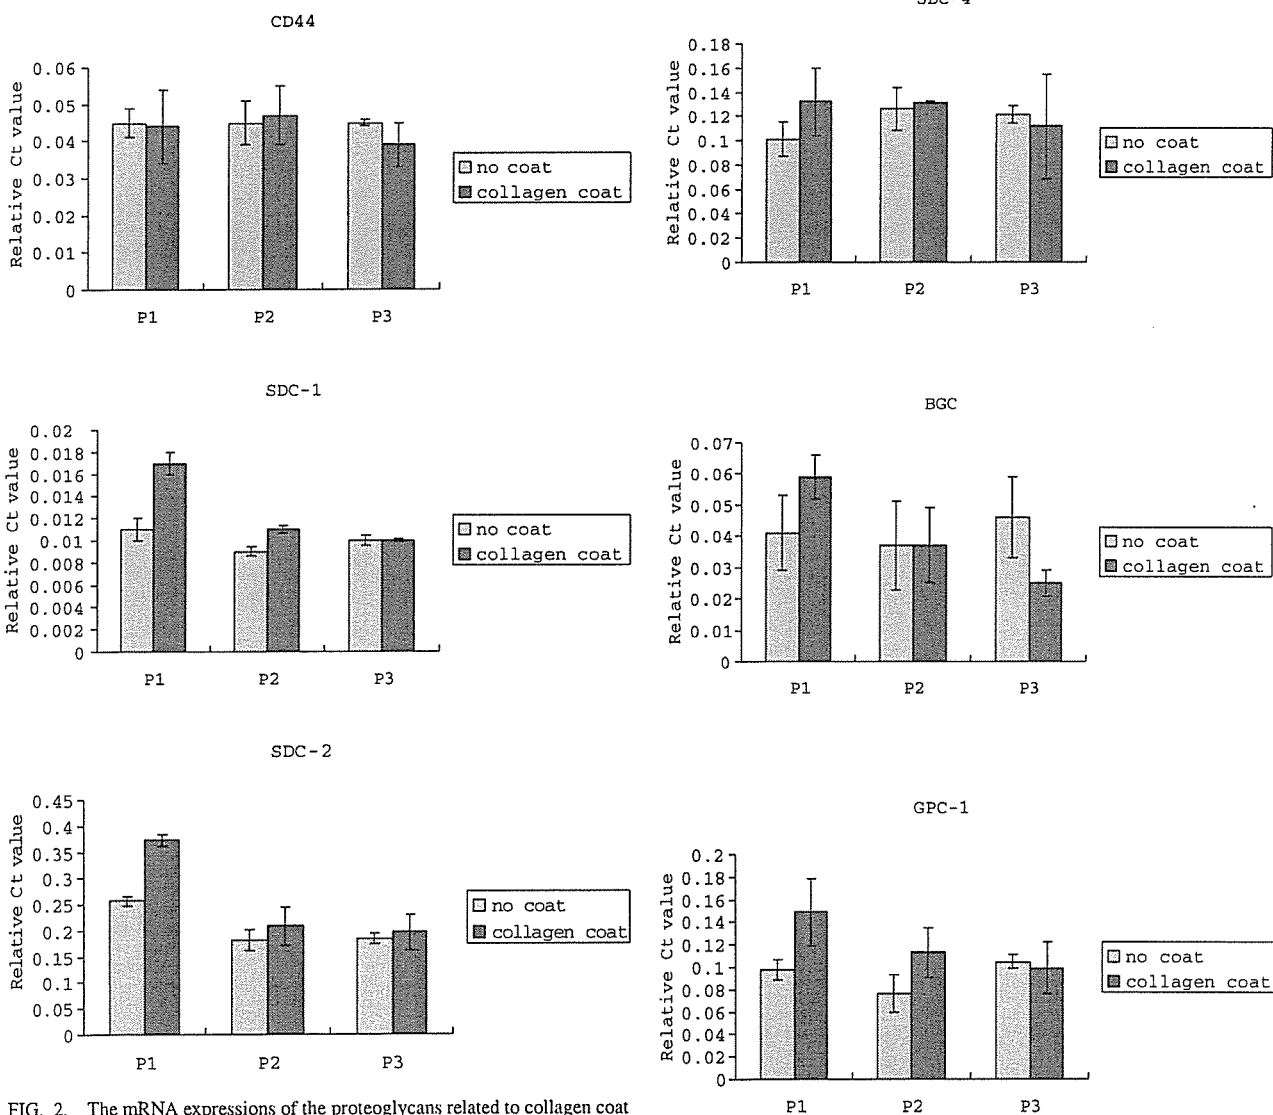 CD44
Relative Ct value
0.06
0.05
0.04
0.03
0.02
0.01
0
P1 P2 P3
no coat
collagen coat
SDC-1
Relative Ct value
0.02
0.018
0.016
0.014
0.012
0.01
0.008
0.006
0.004
0.002
0
P1 P2 P3
no coat
collagen coat
SDC-2
Relative Ct value
0.45
0.4
0.35
0.3
0.25
0.2
0.15
0.1
0.05
0
P1 P2 P3
no coat
collagen coat
FIG. 2. The mRNA expressions of the proteoglycans related to collagen coat
SDC-4
Relative Ct value
0.18
0.16
0.14
0.12
0.1
0.08
0.06
0.04
0.02
0
P1 P2 P3
no coat
collagen coat
BGC
Relative Ct value
0.07
0.06
0.05
0.04
0.03
0.02
0.01
0
P1 P2 P3
no coat
collagen coat
GPC-1
Relative Ct value
0.2
0.18
0.16
0.14
0.12
0.1
0.08
0.06
0.04
0.02
0
P1 P2 P3
no coat
collagen coat